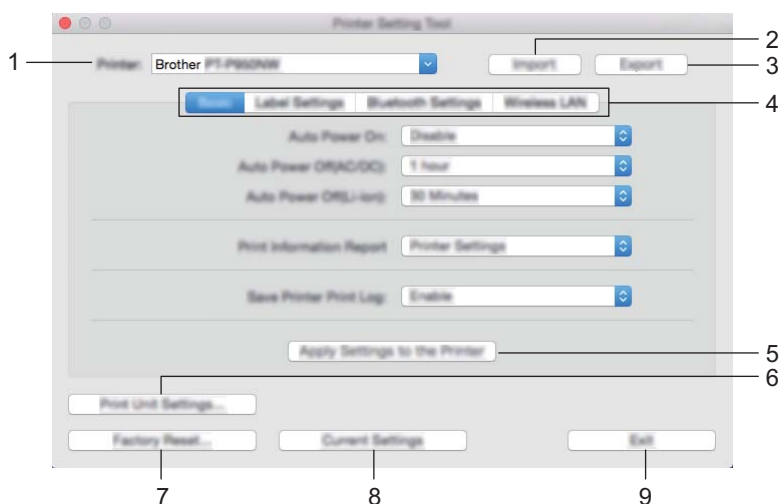 Printer Setting Tool
1 Printer: Brother PT-P950NW Import 2
Export 3
Basic Label Settings Bluetooth Settings Wireless LAN 4
Auto Power On: Disable
Auto Power Off(AC/DC): 1 hour
Auto Power Off(Li-ion): 30 Minutes
Print Information Report Printer Settings
Save Printer Print Log: Enable
Apply Settings to the Printer 5
6
Print Unit Settings...
Factory Reset... Current Settings Exit
7 8 9